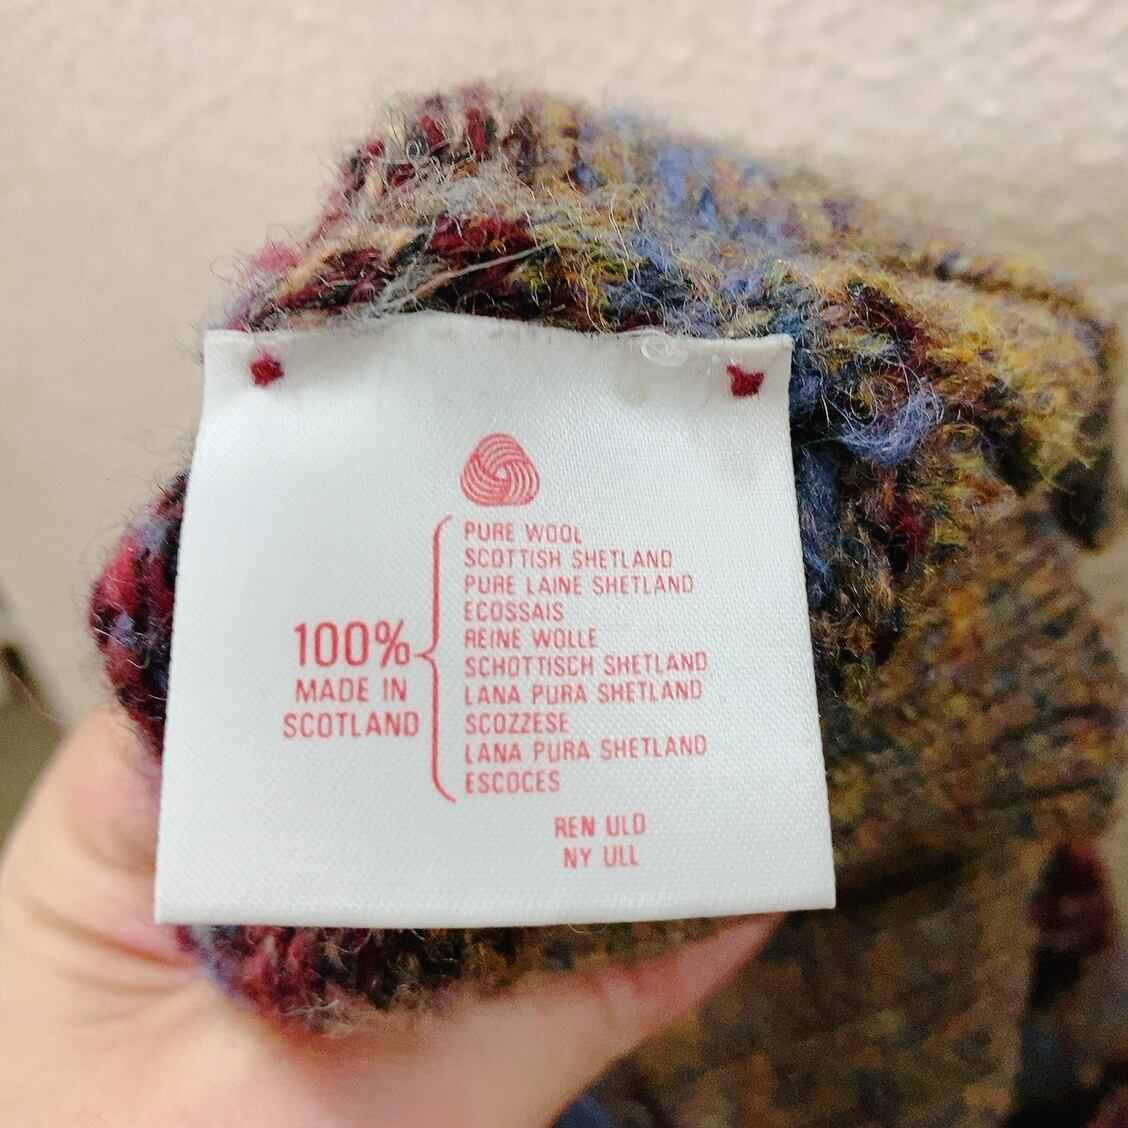 PURE WOOL
SCOTTISH SHETLAND
PURE LAINE SHETLAND
ECOSSAIS
REINE WOLLE
SCHOTTISCH SHETLAND
LANA PURA SHETLAND
SCOZZESE
LANA PURA SHETLAND
ESCOCES
100%
MADE IN
SCOTLAND
REN ULD
NY ULL